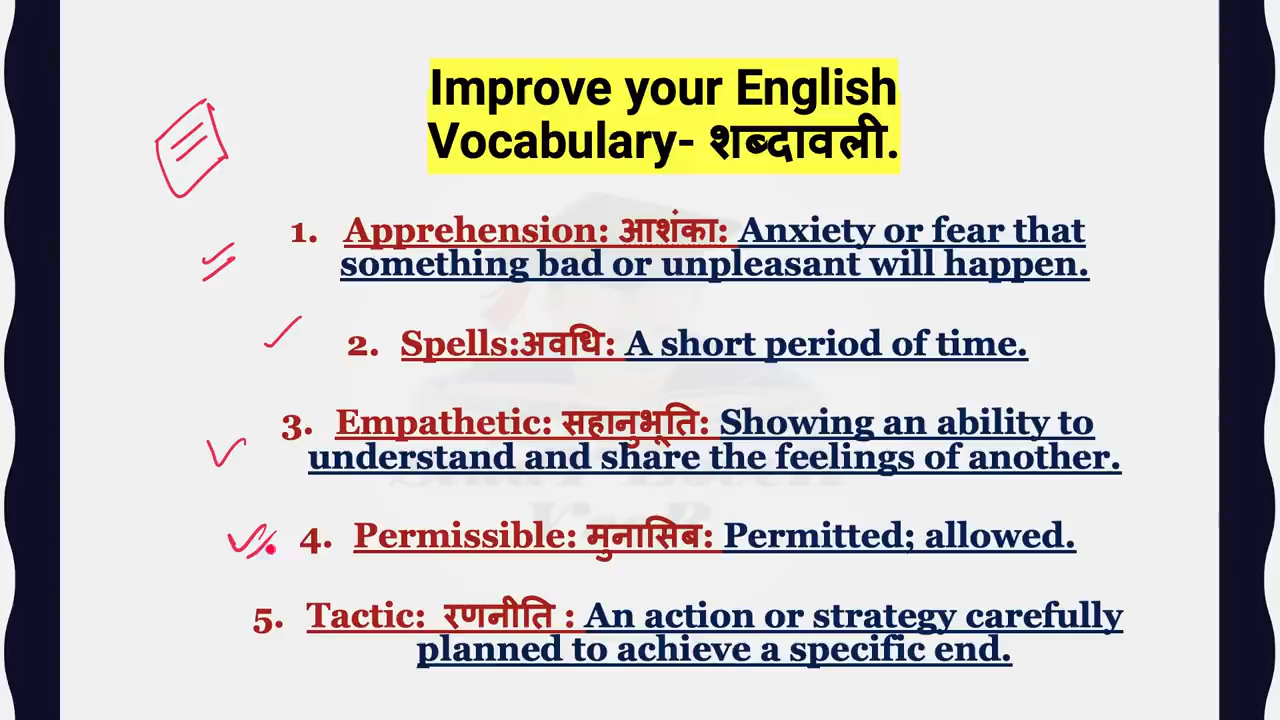 Improve your English
Vocabulary- शब्दावली.
1. Apprehension: आशंका: Anxiety or fear that
something bad or unpleasant will happen.
2. Spells:अवधि: A short period of time.
3. Empathetic: सहानुभूति: Showing an ability to
understand and share the feelings of another.
4. Permissible: मुनासिब: Permitted; allowed.
5. Tactic: रणनीति : An action or strategy carefully
planned to achieve a specific end.